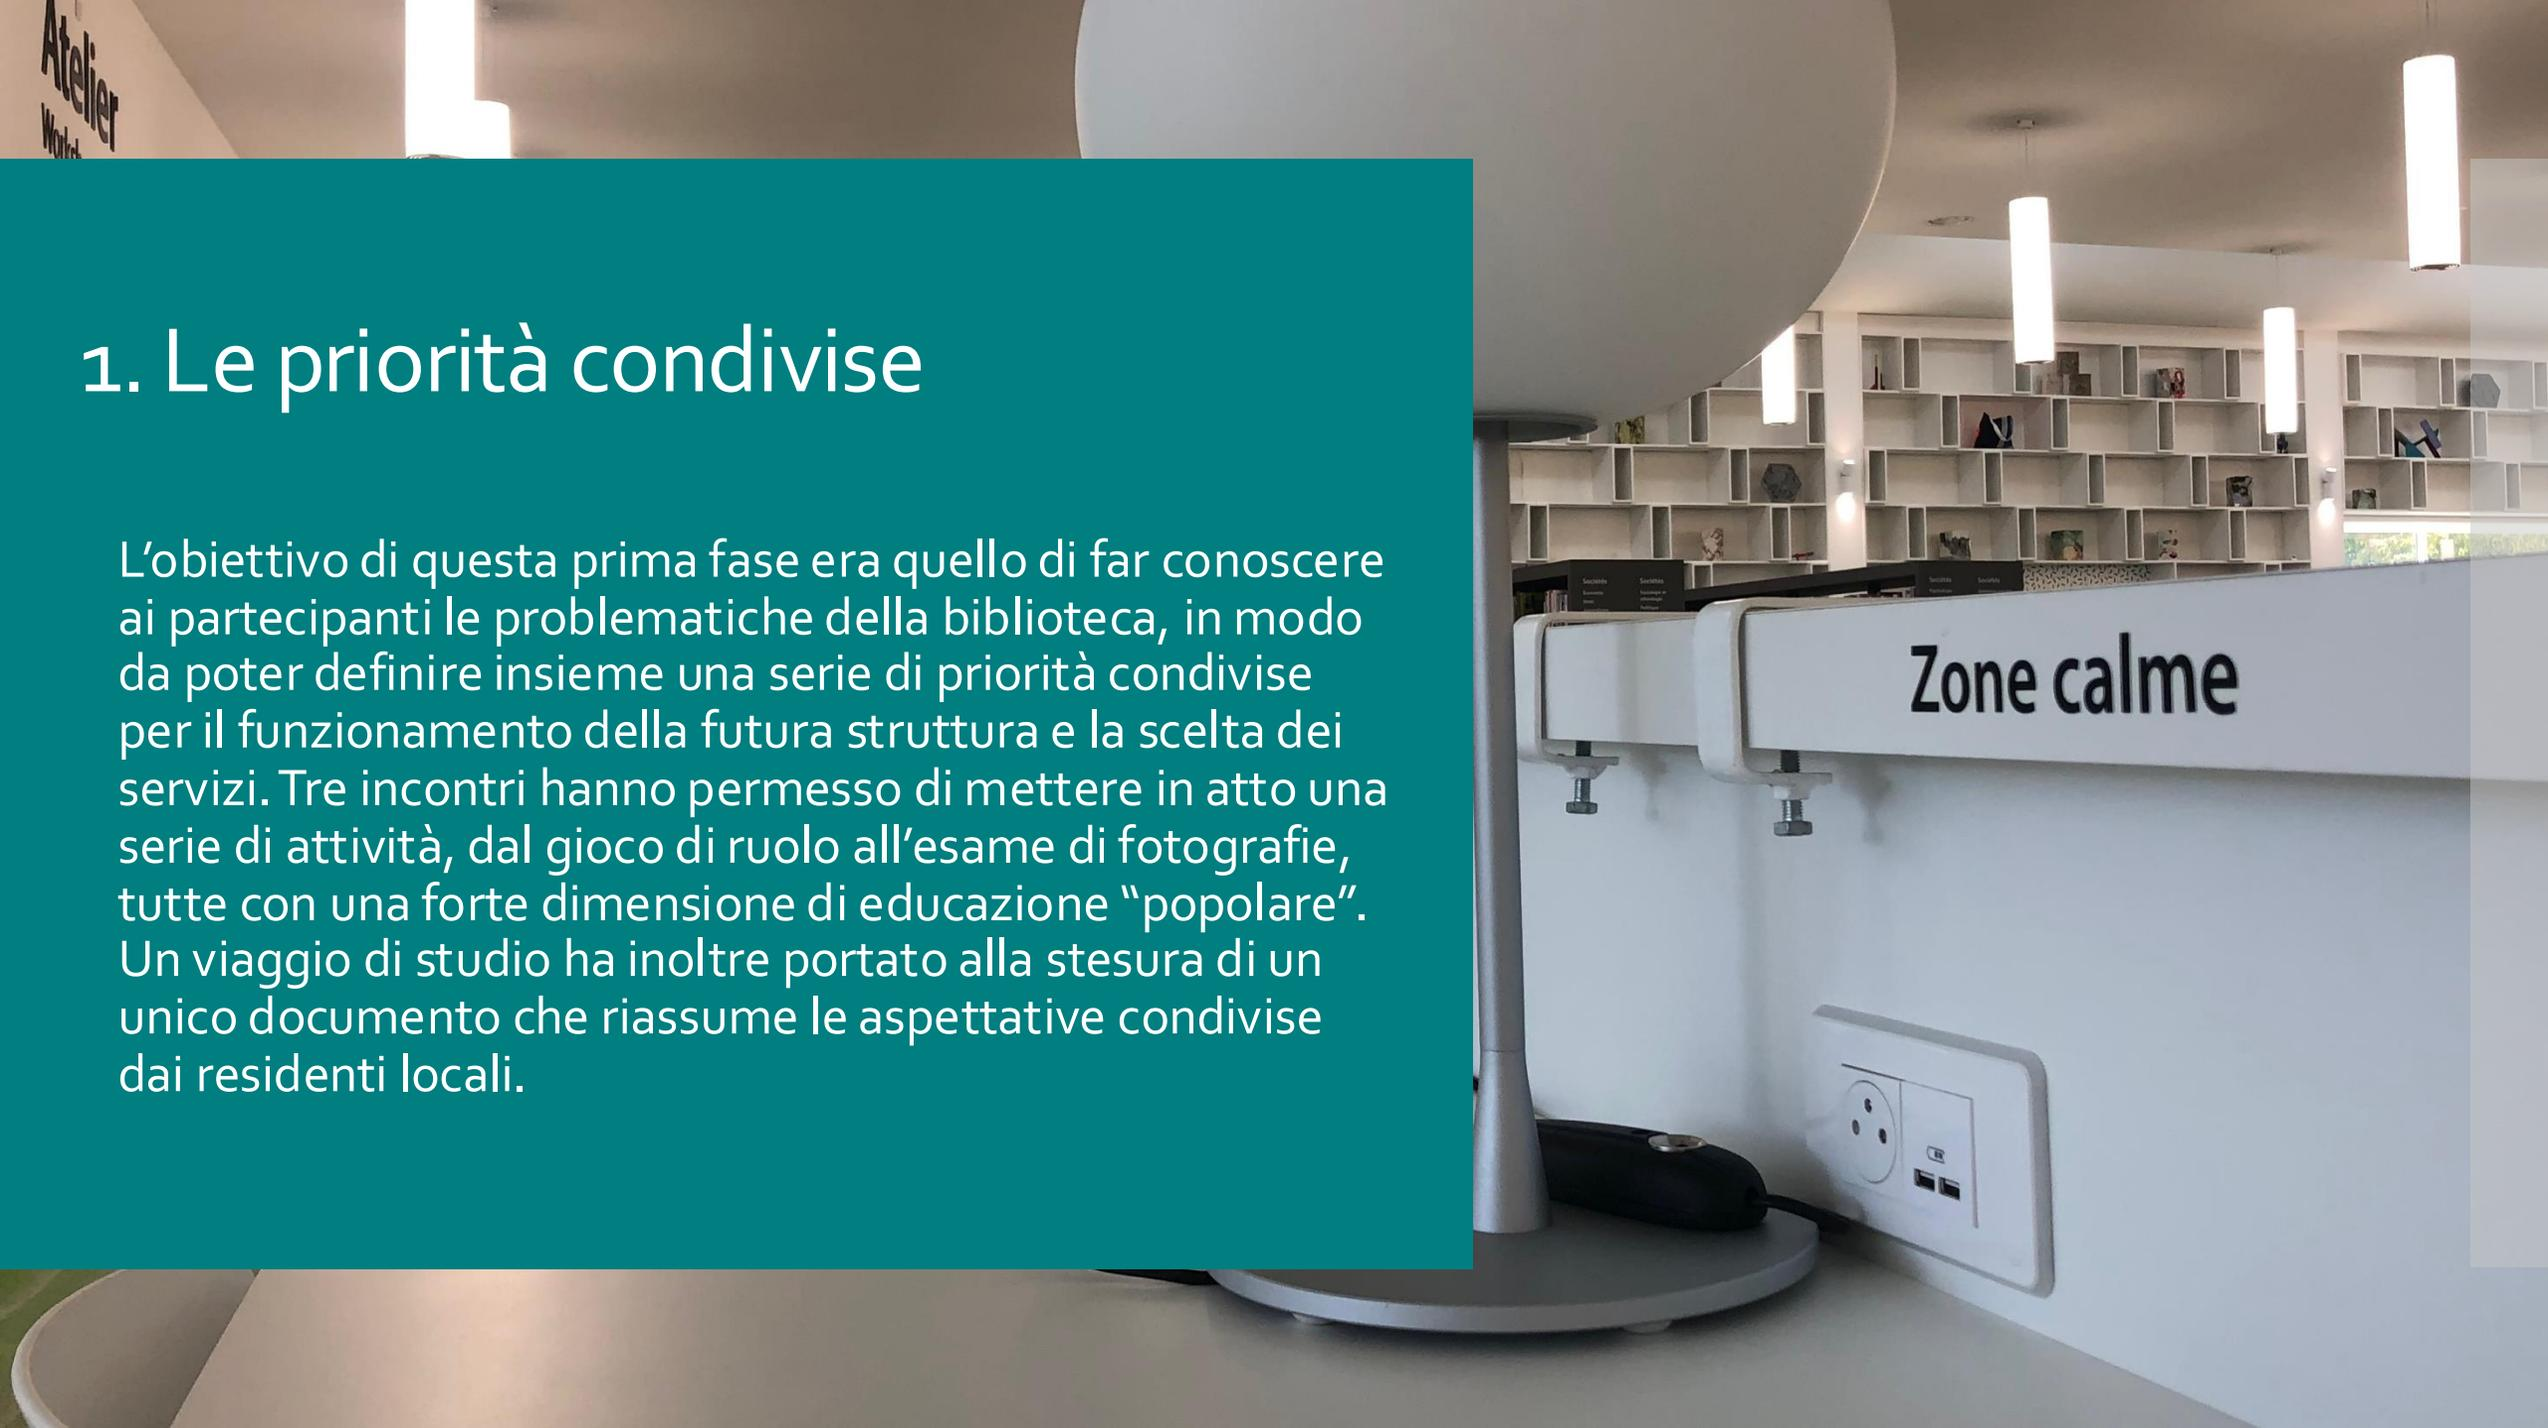 Atelier
1. Le priorità condivise
L’obiettivo di questa prima fase era quello di far conoscere
ai partecipanti le problematiche della biblioteca, in modo
da poter definire insieme una serie di priorità condivise
per il funzionamento della futura struttura e la scelta dei
servizi. Tre incontri hanno permesso di mettere in atto una
serie di attività, dal gioco di ruolo all’esame di fotografie,
tutte con una forte dimensione di educazione “popolare”.
Un viaggio di studio ha inoltre portato alla stesura di un
unico documento che riassume le aspettative condivise
dai residenti locali.
Sociétés
Sociétés
Zone calme